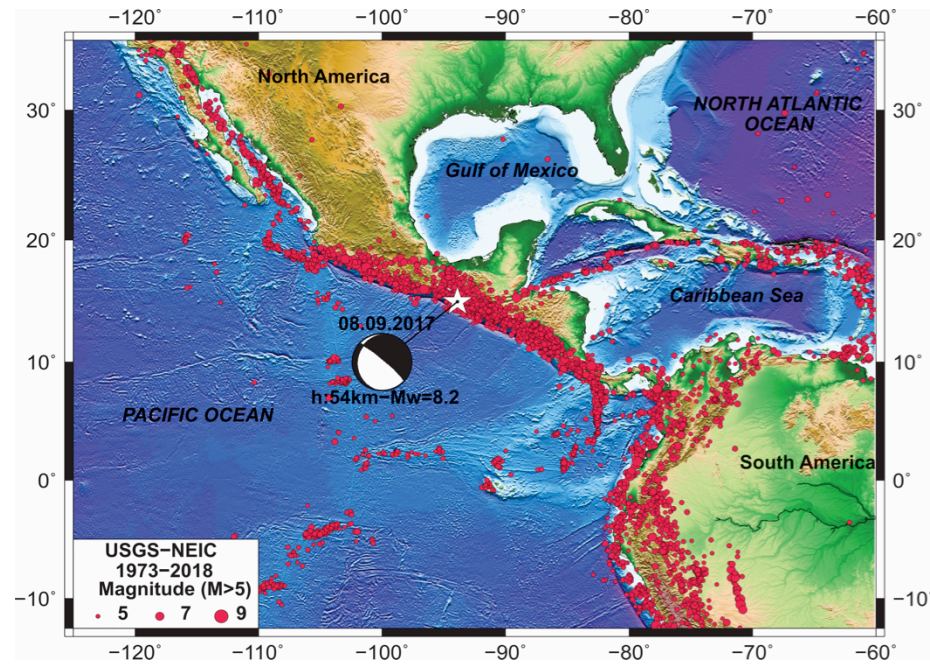 −120 −110 −100 −90 −80 −70 −60
North America
NORTH ATLANTIC
OCEAN
30°
30°
Gulf of Mexico
20°
20°
Caribbean Sea
08.09.2017
10°
10°
h:54km−Mw=8.2
PACIFIC OCEAN
South America
0°
0°
USGS−NEIC
1973−2018
Magnitude (M>5)
5 7 9
−10°
−10°
−120 −110 −100 −90 −80 −70 −60